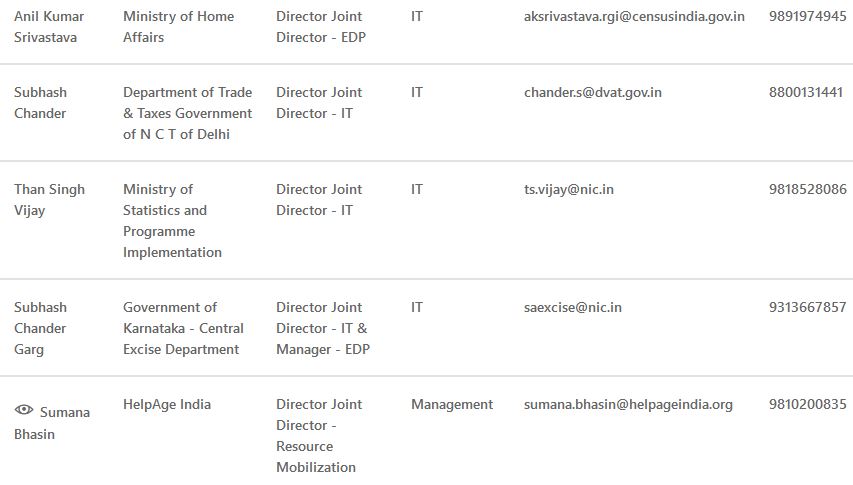 Anil Kumar Srivastava Ministry of Home Affairs Director Joint Director - EDP IT aksrivastava.rgi@censusindia.gov.in 9891974945
Subhash Chander Department of Trade & Taxes Government of N C T of Delhi Director Joint Director - IT IT chander.s@dvat.gov.in 8800131441
Than Singh Vijay Ministry of Statistics and Programme Implementation Director Joint Director - IT IT ts.vijay@nic.in 9818528086
Subhash Chander Garg Government of Karnataka - Central Excise Department Director Joint Director - IT & Manager - EDP IT saexcise@nic.in 9313667857
Sumana Bhasin HelpAge India Director Joint Director - Resource Mobilization Management sumana.bhasin@helpageindia.org 9810200835